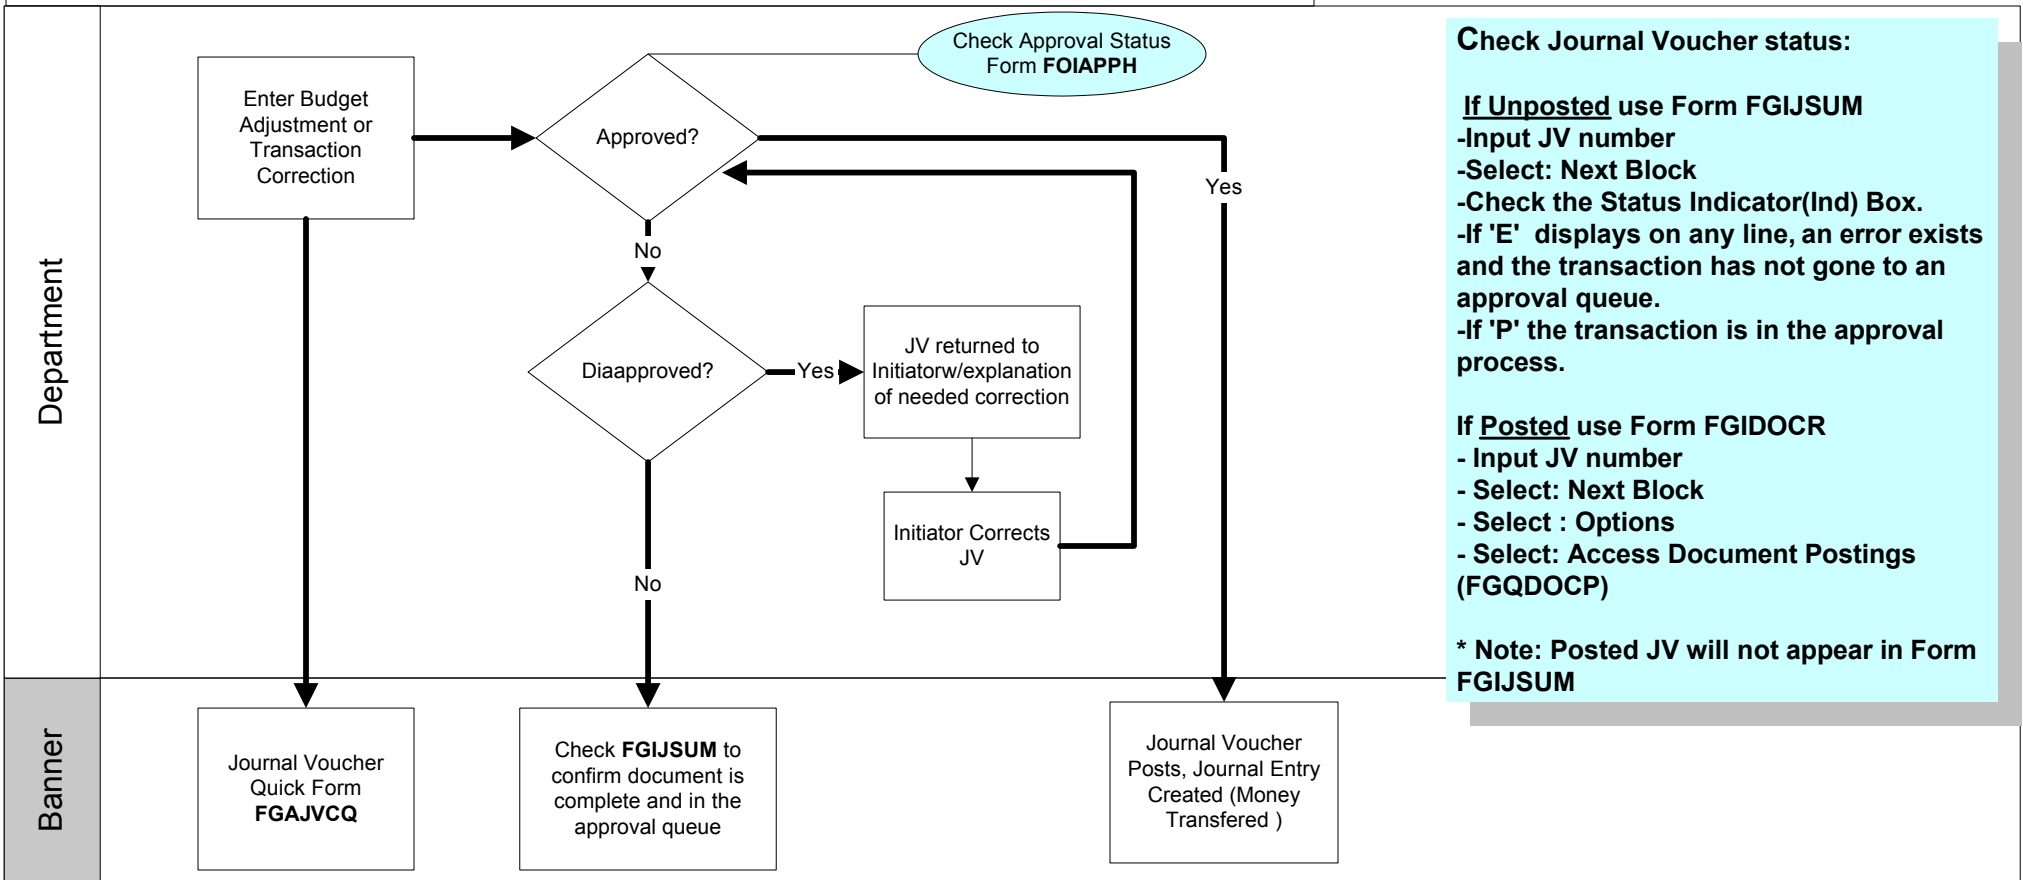 Department
Enter Budget
Adjustment or
Transaction
Correction
Approved?
Check Approval Status
Form FOIAPPH
Yes
No
Diaapproved?
Yes
JV returned to
Initiatorw/explanation
of needed correction
Initiator Corrects
JV
No
Check Journal Voucher status:
If Unposted use Form FGIJSUM
-Input JV number
-Select: Next Block
-Check the Status Indicator(Ind) Box.
-If 'E' displays on any line, an error exists
and the transaction has not gone to an
approval queue.
-If 'P' the transaction is in the approval
process.
If Posted use Form FGIDOCR
- Input JV number
- Select: Next Block
- Select : Options
- Select: Access Document Postings
(FGQDOCP)
* Note: Posted JV will not appear in Form
FGIJSUM
Banner
Journal Voucher
Quick Form
FGAJVCQ
Check FGIJSUM to
confirm document is
complete and in the
approval queue
Journal Voucher
Posts, Journal Entry
Created (Money
Transfered )